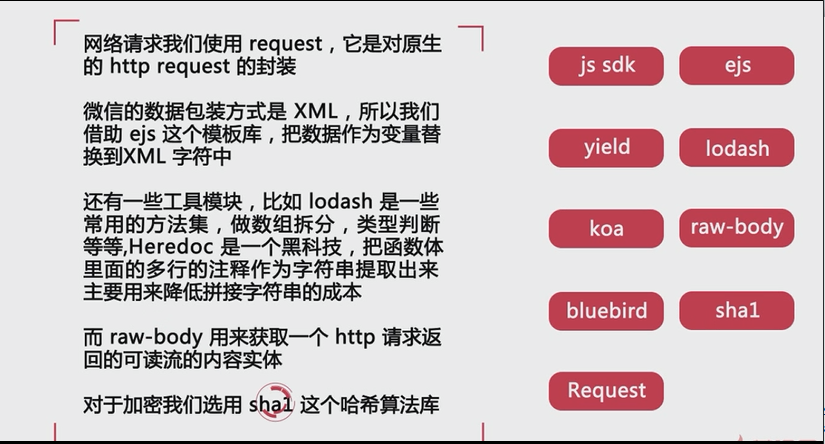 网络请求我们使用 request，它是对原生
的 http request 的封装
微信的数据包装方式是 XML，所以我们
借助 ejs 这个模板库，把数据作为变量替
换到XML 字符中
还有一些工具模块，比如 lodash 是一些
常用的方法集，做数组拆分，类型判断
等等,Heredoc 是一个黑科技，把函数体
里面的多行的注释作为字符串提取出来
主要用来降低拼接字符串的成本
而 raw-body 用来获取一个 http 请求返
回的可读流的内容实体
对于加密我们选用 sha1 这个哈希算法库
js sdk
ejs
yield
lodash
koa
raw-body
bluebird
sha1
Request